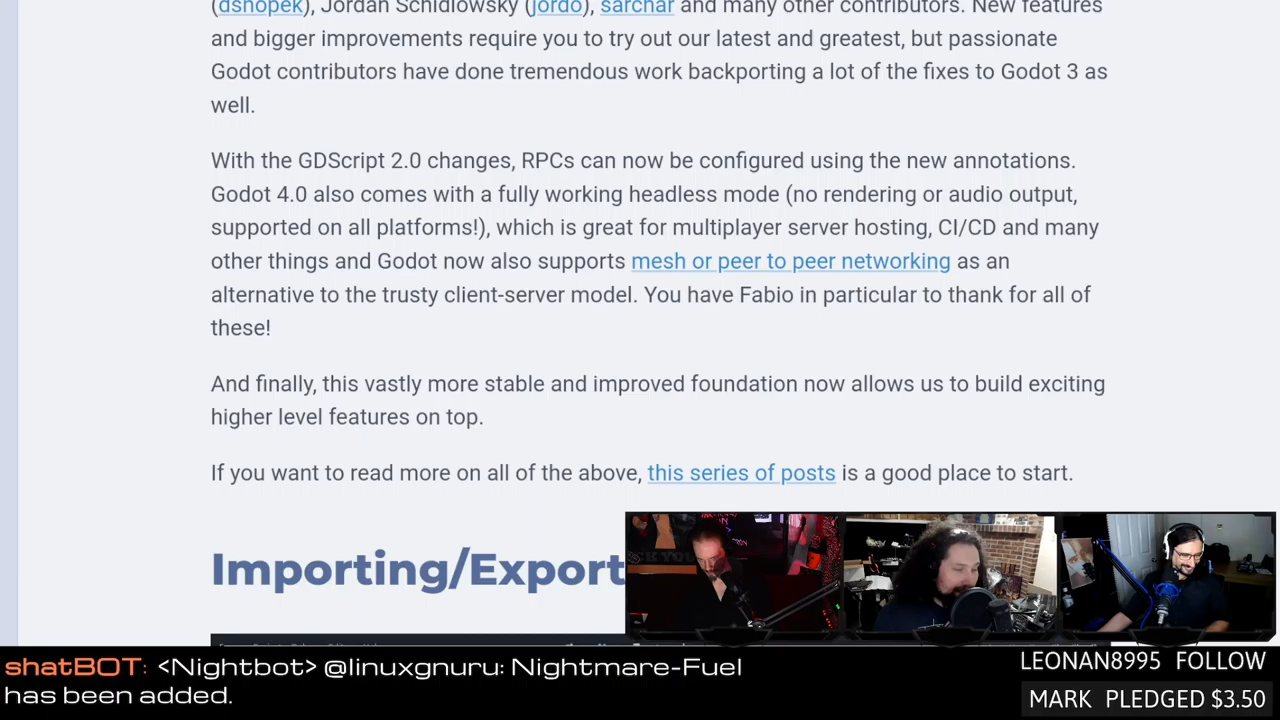 (dsnopek), Jordan Schidlowsky (jordo), sarchar and many other contributors. New features
and bigger improvements require you to try out our latest and greatest, but passionate
Godot contributors have done tremendous work backporting a lot of the fixes to Godot 3 as
well.
With the GDScript 2.0 changes, RPCs can now be configured using the new annotations.
Godot 4.0 also comes with a fully working headless mode (no rendering or audio output,
supported on all platforms!), which is great for multiplayer server hosting, CI/CD and many
other things and Godot now also supports mesh or peer to peer networking as an
alternative to the trusty client-server model. You have Fabio in particular to thank for all of
these!
And finally, this vastly more stable and improved foundation now allows us to build exciting
higher level features on top.
If you want to read more on all of the above, this series of posts is a good place to start.
Importing/Export
shatBOT: <Nightbot> @linuxgnuru: Nightmare-Fuel
has been added.
LEONAN8995 FOLLOW
MARK PLEDGED $3.50